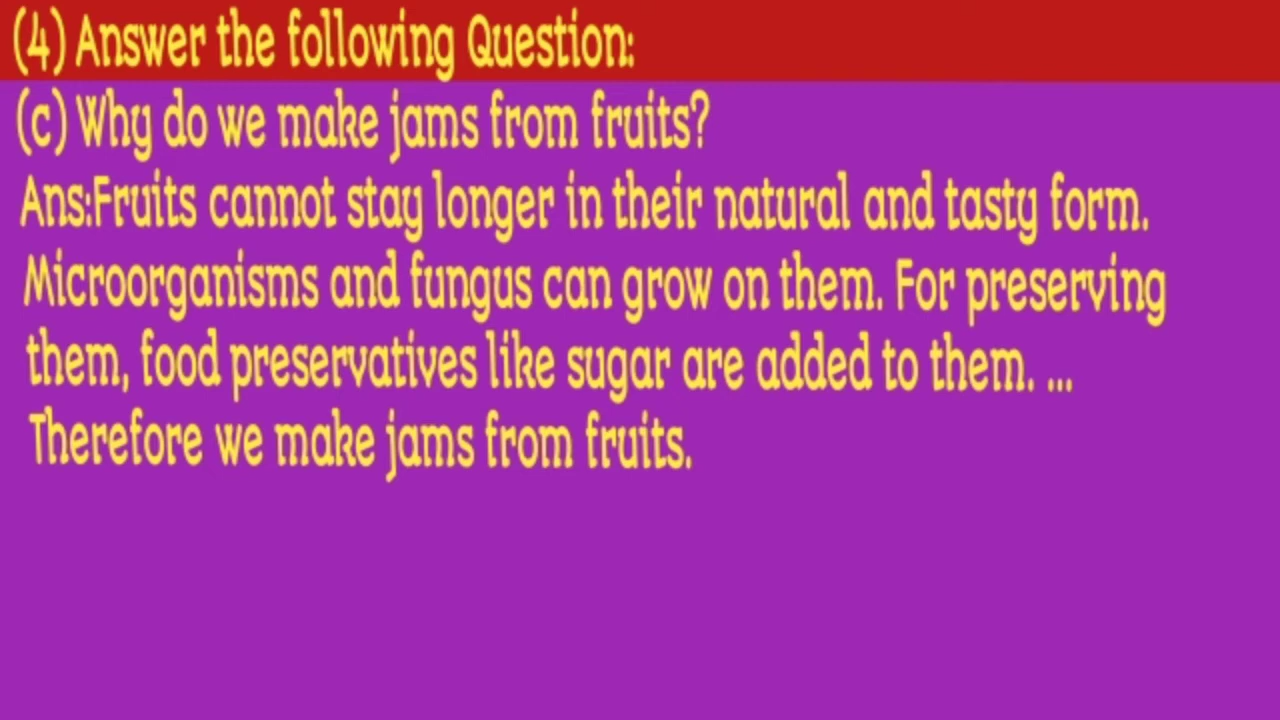 (4) Answer the following Question:
(c) Why do we make jams from fruits?
Ans:Fruits cannot stay longer in their natural and tasty form.
Microorganisms and fungus can grow on them. For preserving
them, food preservatives like sugar are added to them. ...
Therefore we make jams from fruits.